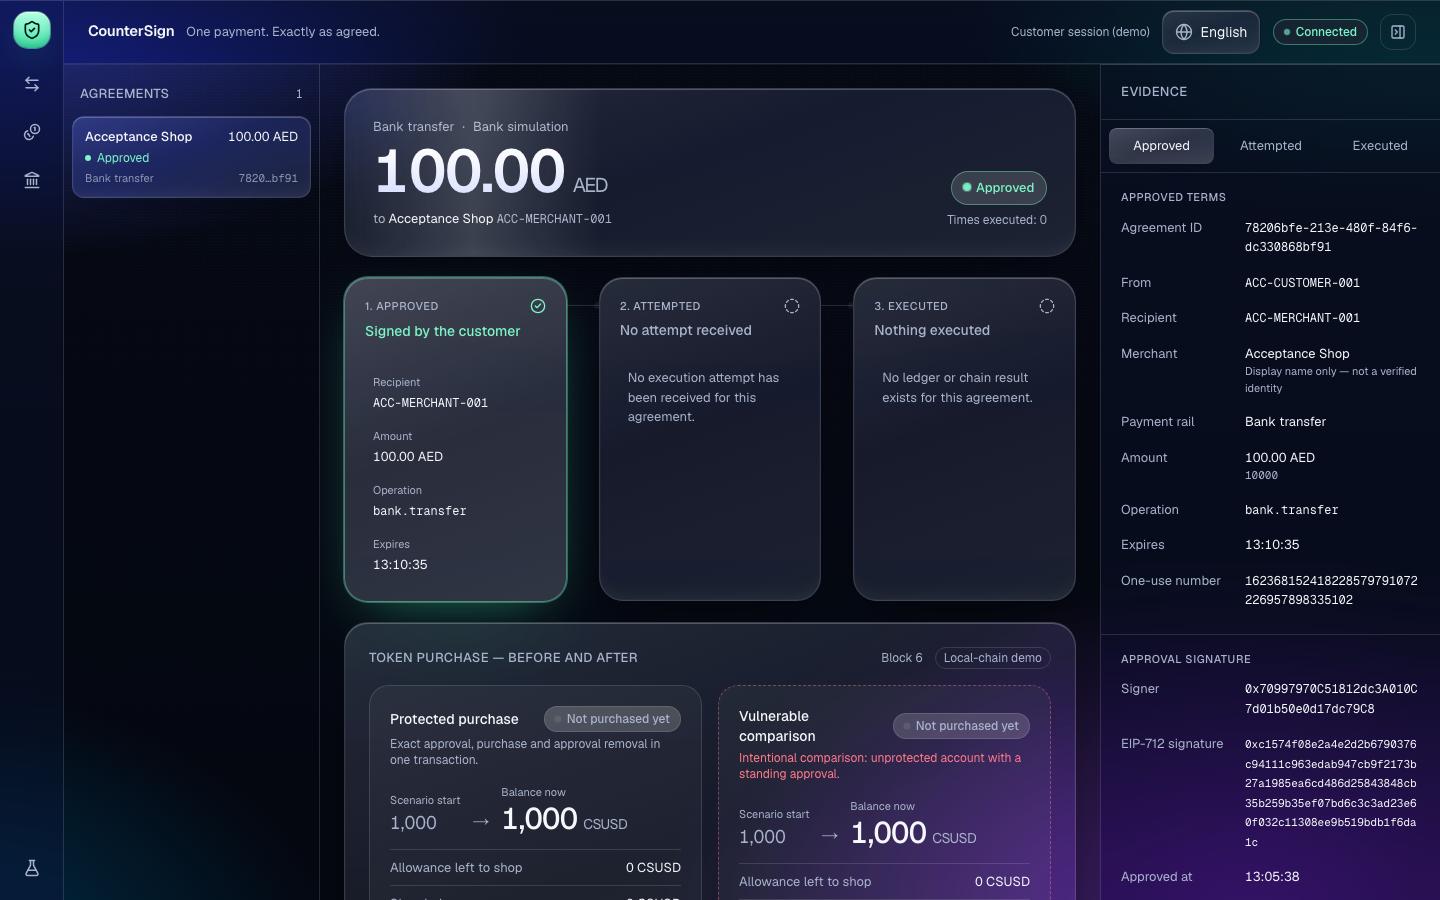 CounterSign One payment. Exactly as agreed.
Customer session (demo) English Connected
AGREEMENTS 1
Acceptance Shop 100.00 AED
Approved
Bank transfer 7820…bf91
Bank transfer · Bank simulation
100.00 AED
to Acceptance Shop ACC-MERCHANT-001
Approved
Times executed: 0
1. APPROVED
Signed by the customer
Recipient
ACC-MERCHANT-001
Amount
100.00 AED
Operation
bank.transfer
Expires
13:10:35
2. ATTEMPTED
No attempt received
No execution attempt has
been received for this
agreement.
3. EXECUTED
Nothing executed
No ledger or chain result
exists for this agreement.
TOKEN PURCHASE — BEFORE AND AFTER Block 6 Local-chain demo
Protected purchase Not purchased yet
Exact approval, purchase and approval removal in
one transaction.
Scenario start Balance now
1,000 → 1,000 CSUSD
Allowance left to shop 0 CSUSD
Vulnerable
comparison
Not purchased yet
Intentional comparison: unprotected account with a
standing approval.
Scenario start Balance now
1,000 → 1,000 CSUSD
Allowance left to shop 0 CSUSD
EVIDENCE
Approved Attempted Executed
APPROVED TERMS
Agreement ID 78206bfe-213e-480f-84f6-
dc330868bf91
From ACC-CUSTOMER-001
Recipient ACC-MERCHANT-001
Merchant Acceptance Shop
Display name only — not a verified
identity
Payment rail Bank transfer
Amount 100.00 AED
10000
Operation bank.transfer
Expires 13:10:35
One-use number 162368152418228579791072
226957898335102
APPROVAL SIGNATURE
Signer 0x70997970C51812dc3A010C
7d01b50e0d17dc79C8
EIP-712 signature 0xc1574f08e2a4e2d2b6790376
c94111c963edab947cb9f2173b
27a1985ea6cd486d25843848cb
35b259b35ef07bd6c3c3ad23e6
0f032c11308ee9b519bdb1f6da
1c
Approved at 13:05:38